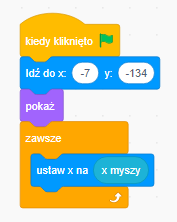 kiedy kliknięto
Idź do x: -7 y: -134
pokaż
zawsze
ustaw x na x myszy